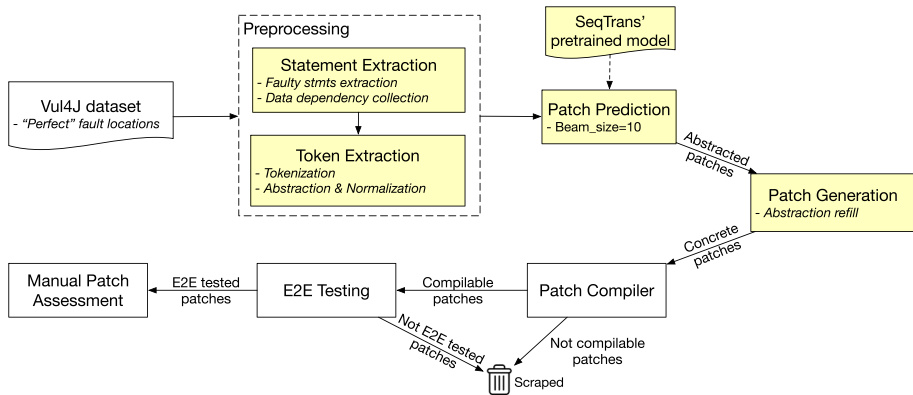 Preprocessing
SeqTrans'
pretrained model
Statement Extraction
- Faulty stmts extraction
- Data dependency collection
Vul4J dataset
- “Perfect” fault locations
Patch Prediction
- Beam_size=10
Token Extraction
- Tokenization
- Abstraction & Normalization
Abstracted
patches
Patch Generation
- Abstraction refill
Concrete
patches
Manual Patch
Assessment
E2E tested
patches
E2E Testing
Compilable
patches
Patch Compiler
Not E2E tested
patches
Not compilable
patches
Scraped